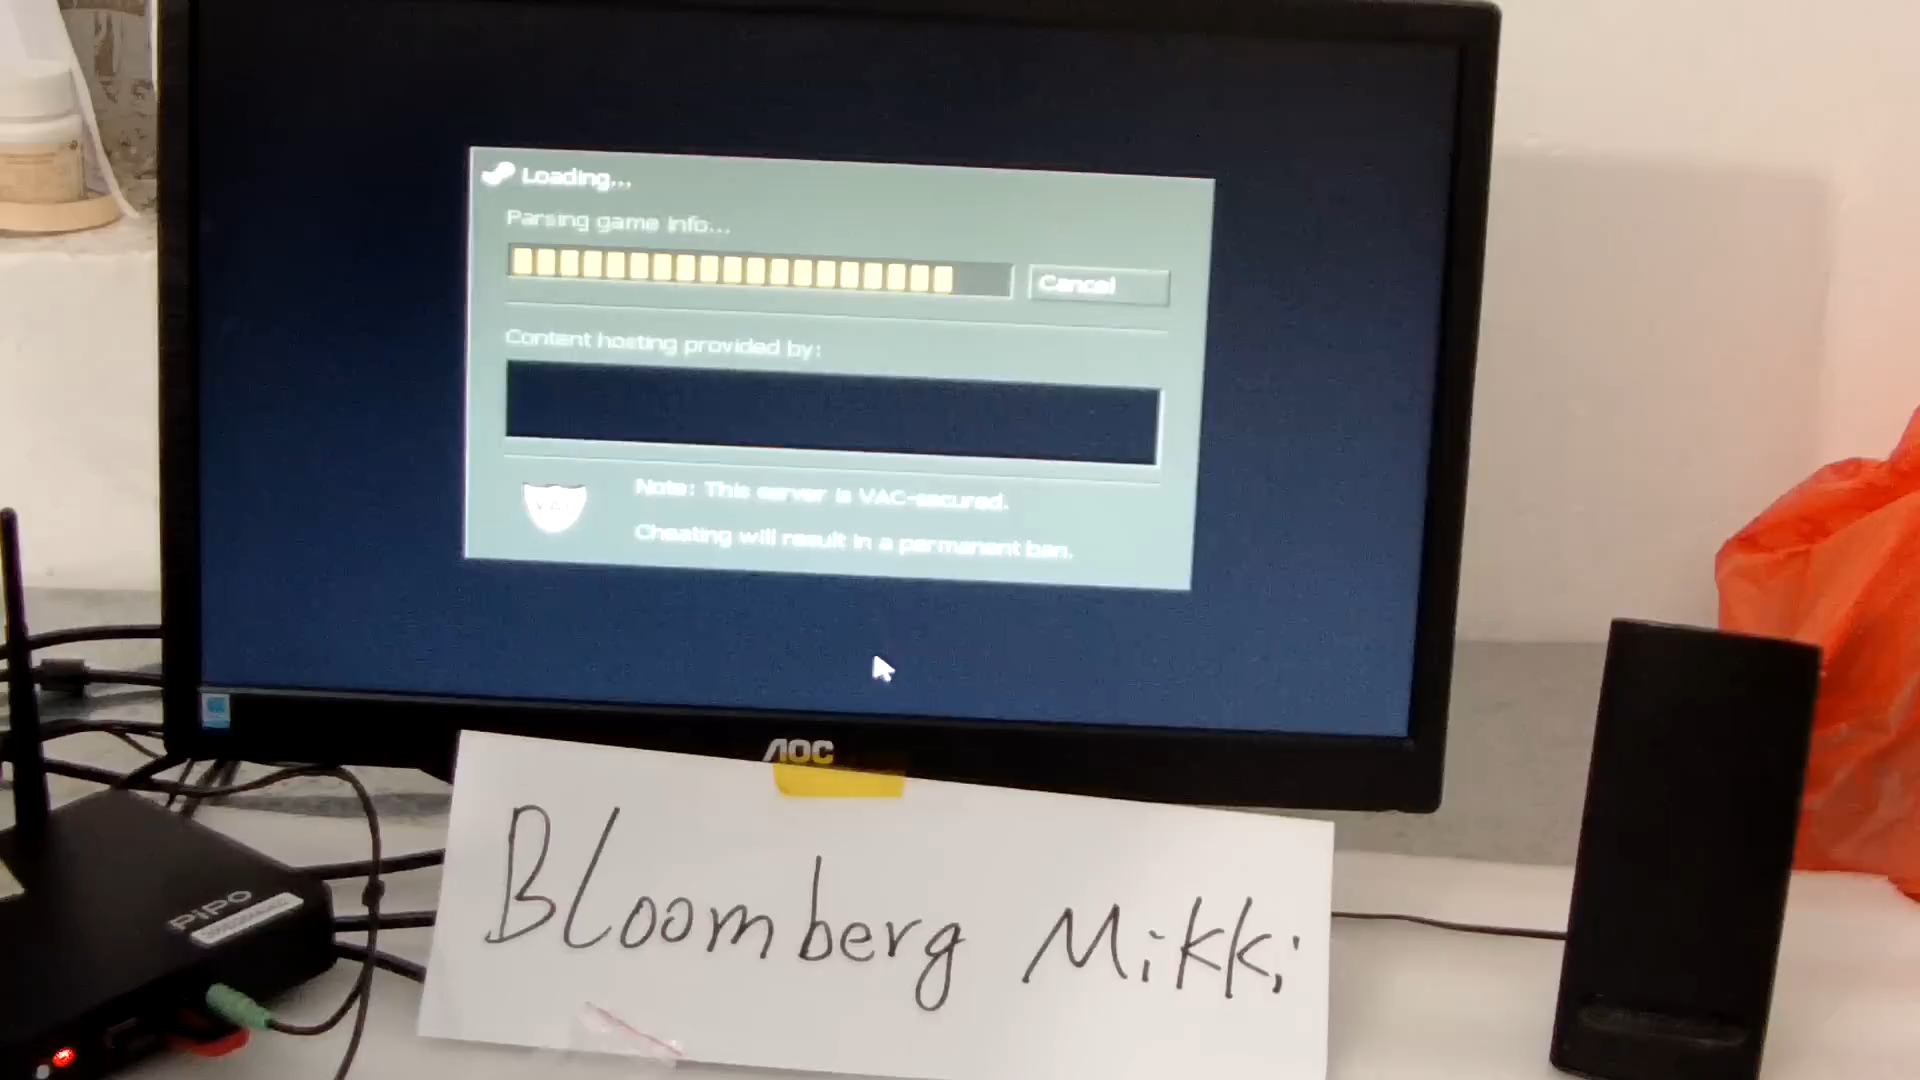 Loading...
Parsing game info...
Cancel
Content hosting provided by:
VAC
Note: This server is VAC-secured.
Cheating will result in a permanent ban.
AOC
Bloomberg Mikki
PiPO